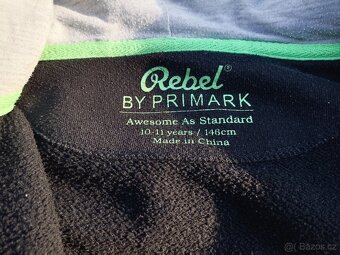 Rebel®
BY PRIMARK
Awesome As Standard
10-11 years / 146cm
Made in China
Bazos.cz